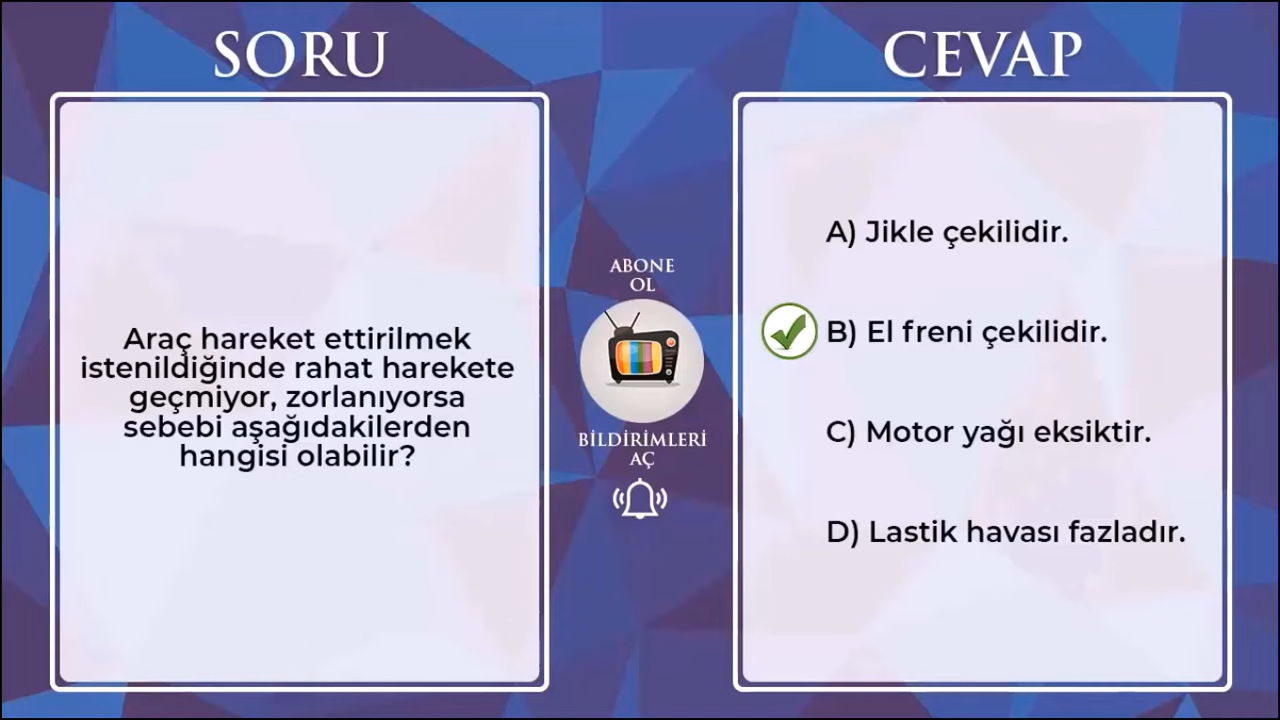 SORU
Araç hareket ettirilmek
istenildiğinde rahat harekete
geçmiyor, zorlanıyorsa
sebebi aşağıdakilerden
hangisi olabilir?
ABONE
OL
BİLDİRİMLERİ
AÇ
CEVAP
A) Jikle çekilidir.
B) El freni çekilidir.
C) Motor yağı eksiktir.
D) Lastik havası fazladır.